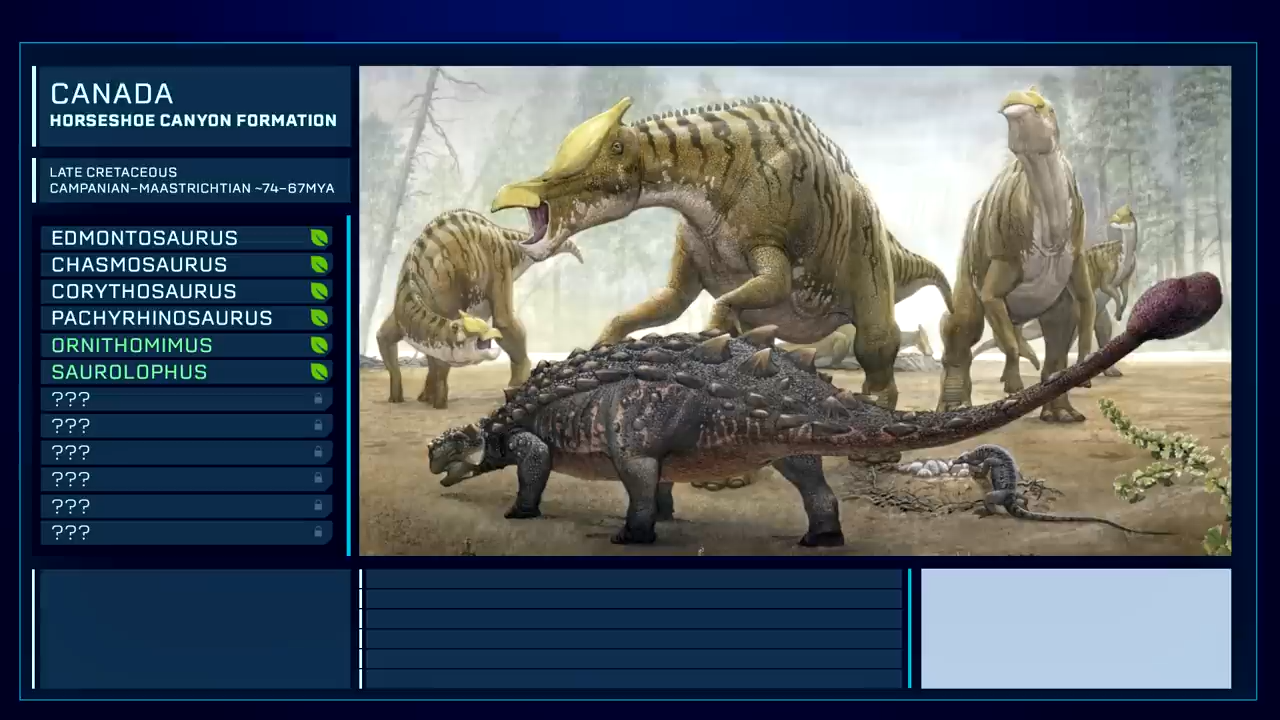 CANADA
HORSESHOE CANYON FORMATION
LATE CRETACEOUS
CAMPANIAN–MAASTRICHTIAN ~74–67MYA
EDMONTOSAURUS
CHASMOSAURUS
CORYTHOSAURUS
PACHYRHINOSAURUS
ORNITHOMIMUS
SAUROLOPHUS
???
???
???
???
???
???